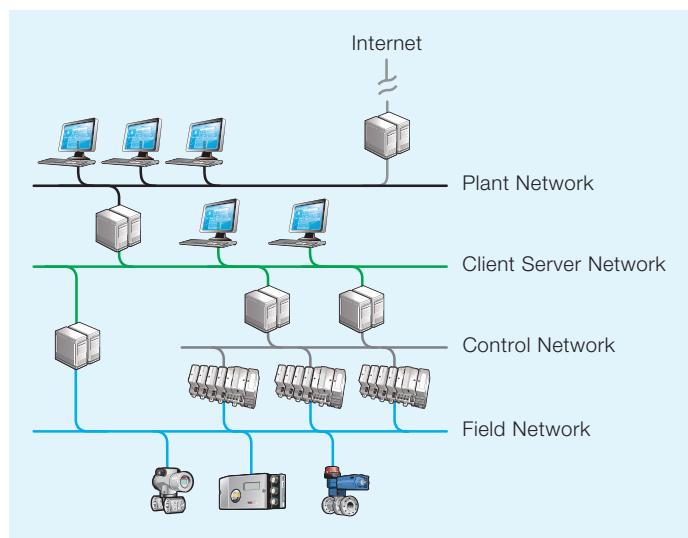 Internet
Plant Network
Client Server Network
Control Network
Field Network